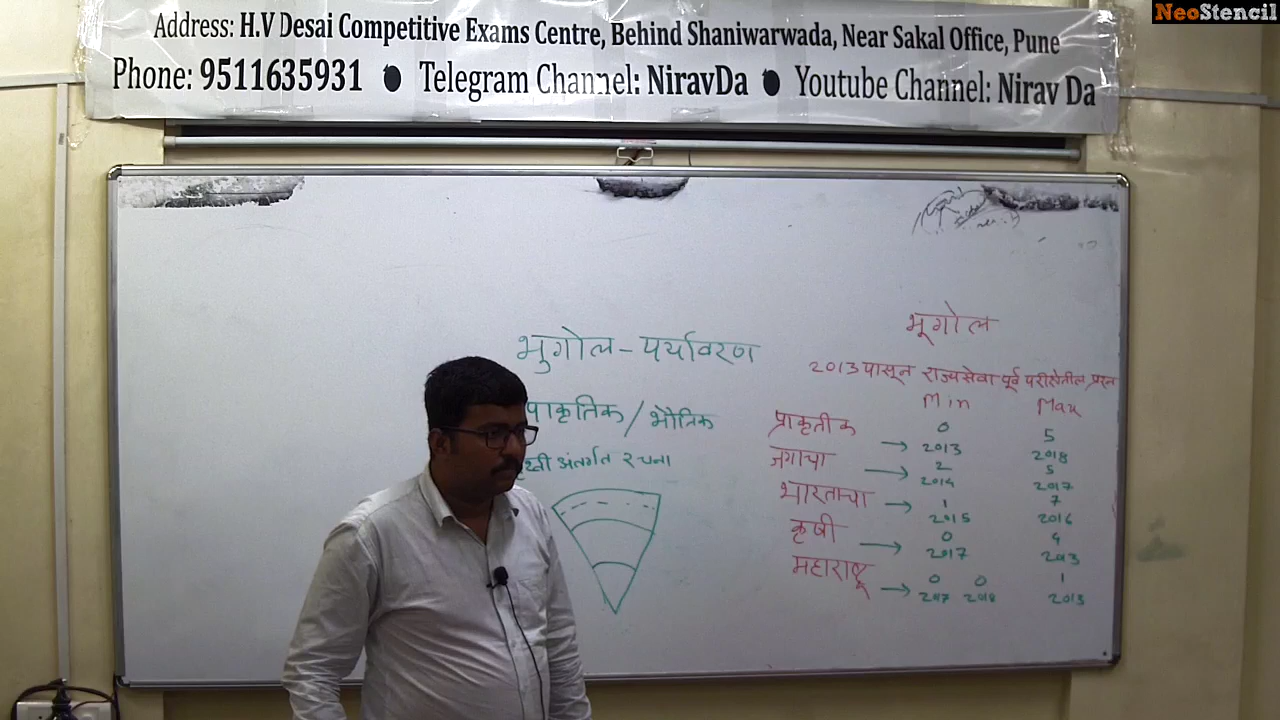 NeoStencil
Address: H.V Desai Competitive Exams Centre, Behind Shaniwarwada, Near Sakal Office, Pune
Phone: 9511635931 ● Telegram Channel: NiravDa ● Youtube Channel: Nirav Da
भुगोल - पर्यावरण
प्राकृतिक / भौतिक
अंतर्गत रचना
भूगोल
2013 पासून राज्यसेवा पूर्व परीक्षेतील प्रश्न
Min Max
प्राकृतीक 0 5
→ 2013 2018
जगाचा 2 5
→ 2014 2017
भारताचा 1 7
→ 2015 2016
कृषी 0 4
→ 2017 2013
महाराष्ट्र 0 0 1
→ 2017 2018 2013